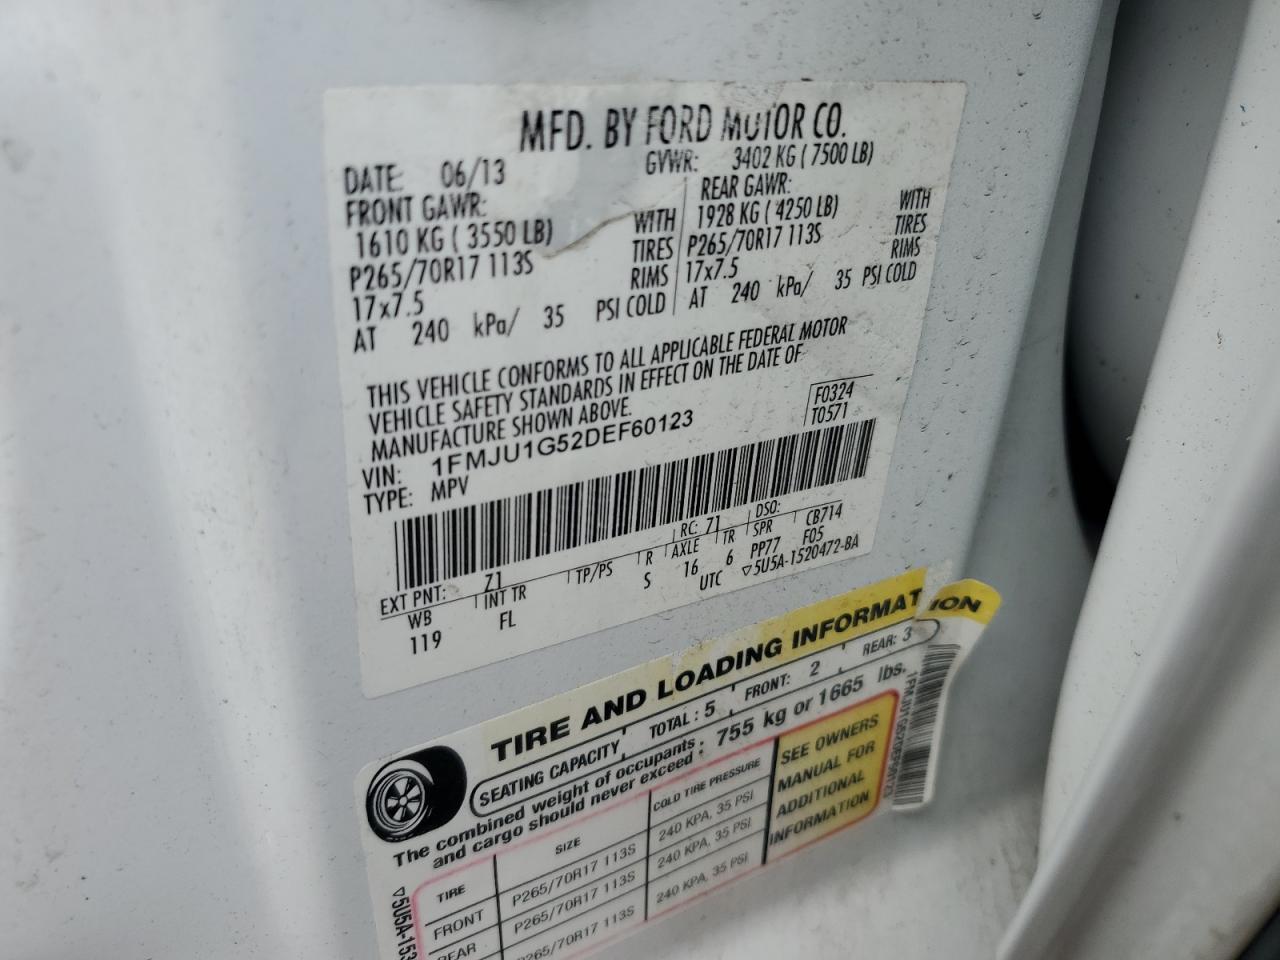 MFD. BY FORD MOTOR CO.
DATE: 06/13
GVWR: 3402 KG ( 7500 LB)
FRONT GAWR:
1610 KG ( 3550 LB)
P265/70R17 113S
17x7.5
WITH
TIRES
RIMS
AT 240 kPa/ 35 PSI COLD
REAR GAWR:
1928 KG ( 4250 LB)
P265/70R17 113S
17x7.5
WITH
TIRES
RIMS
AT 240 kPa/ 35 PSI COLD
THIS VEHICLE CONFORMS TO ALL APPLICABLE FEDERAL MOTOR
VEHICLE SAFETY STANDARDS IN EFFECT ON THE DATE OF
MANUFACTURE SHOWN ABOVE.
F0324
T0571
VIN: 1FMJU1G52DEF60123
TYPE: MPV
EXT PNT: Z1 RC: 71 DSO:
WB INT TR TP/PS R AXLE TR SPR CB714
119 FL S 16 6 PP77 F05
UTC ▽5U5A-1520472-BA
TIRE AND LOADING INFORMATION
SEATING CAPACITY TOTAL: 5 FRONT: 2 REAR: 3
The combined weight of occupants and cargo should never exceed: 755 kg or 1665 lbs.
TIRE SIZE COLD TIRE PRESSURE
FRONT P265/70R17 113S 240 KPA, 35 PSI
REAR P265/70R17 113S 240 KPA, 35 PSI
P265/70R17 113S 240 KPA, 35 PSI
SEE OWNERS
MANUAL FOR
ADDITIONAL
INFORMATION
1FMJU1G52DEF60123
▽5U5A-153